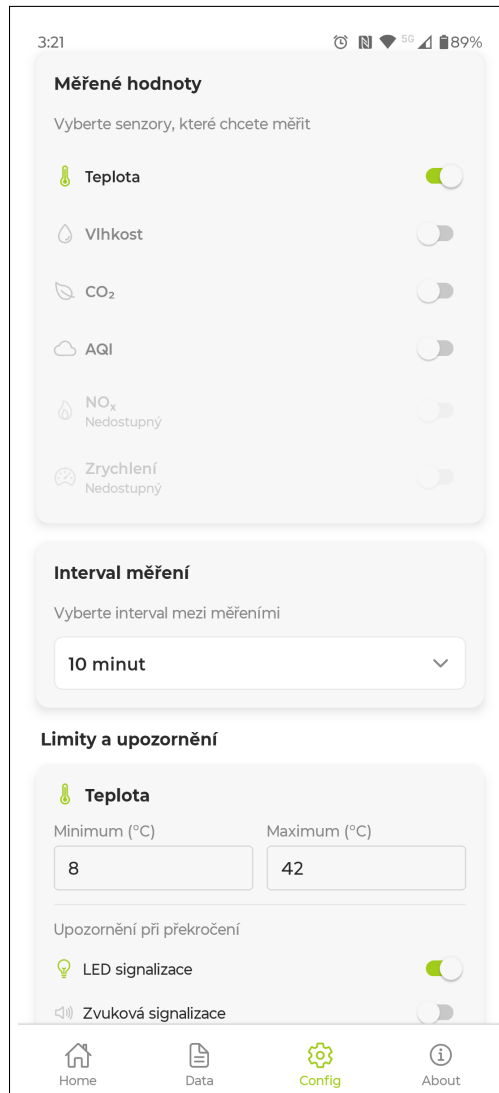 3:21 5G 89%
Měřené hodnoty
Vyberte senzory, které chcete měřit
Teplota
Vlhkost
CO₂
AQI
NOₓ
Nedostupný
Zrychlení
Nedostupný
Interval měření
Vyberte interval mezi měřeními
10 minut
Limity a upozornění
Teplota
Minimum (°C) Maximum (°C)
8 42
Upozornění při překročení
LED signalizace
Zvuková signalizace
Home Data Config About